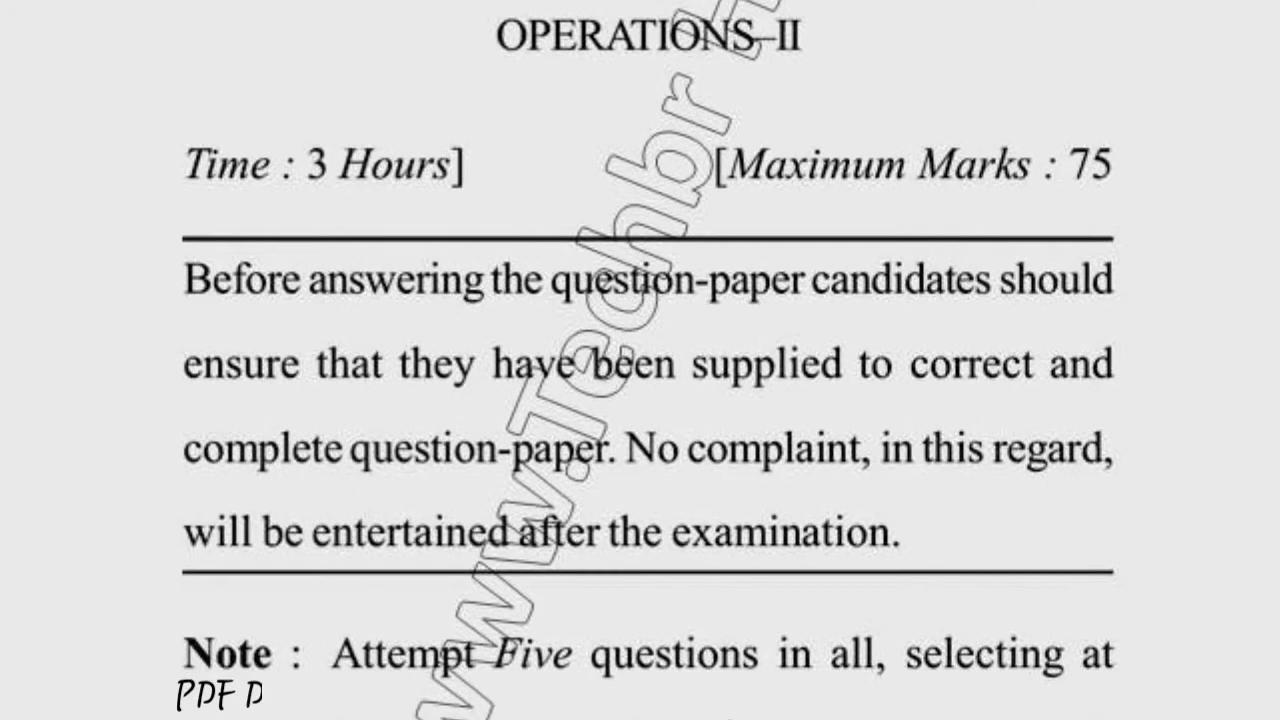 OPERATIONS–II
Time : 3 Hours]
[Maximum Marks : 75
Before answering the question-paper candidates should
ensure that they have been supplied to correct and
complete question-paper. No complaint, in this regard,
will be entertained after the examination.
Note : Attempt Five questions in all, selecting at
PDF D
www.Techbr